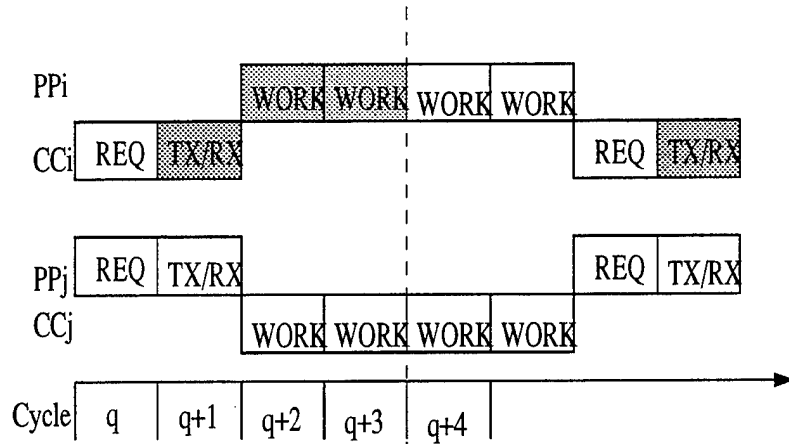 PPi WORK WORK WORK WORK
CCi REQ TX/RX REQ TX/RX
PPj REQ TX/RX REQ TX/RX
CCj WORK WORK WORK WORK
Cycle q q+1 q+2 q+3 q+4